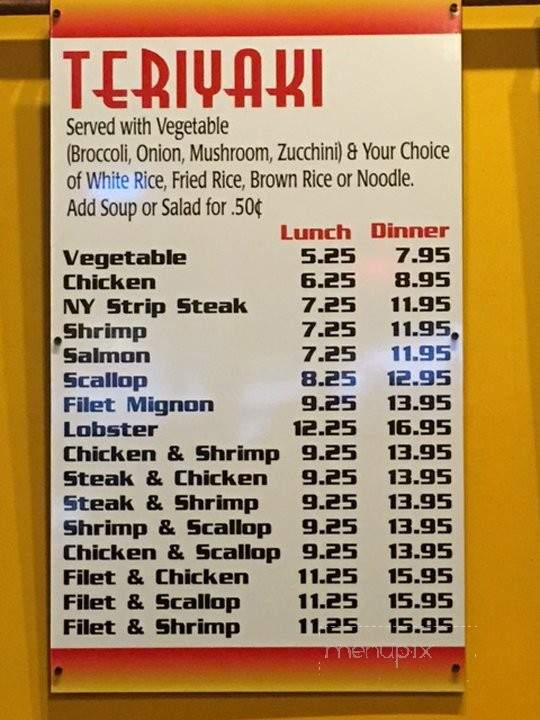 TERIYAKI
Served with Vegetable
(Broccoli, Onion, Mushroom, Zucchini) & Your Choice
of White Rice, Fried Rice, Brown Rice or Noodle.
Add Soup or Salad for .50¢
Lunch Dinner
Vegetable 5.25 7.95
Chicken 6.25 8.95
NY Strip Steak 7.25 11.95
Shrimp 7.25 11.95
Salmon 7.25 11.95
Scallop 8.25 12.95
Filet Mignon 9.25 13.95
Lobster 12.25 16.95
Chicken & Shrimp 9.25 13.95
Steak & Chicken 9.25 13.95
Steak & Shrimp 9.25 13.95
Shrimp & Scallop 9.25 13.95
Chicken & Scallop 9.25 13.95
Filet & Chicken 11.25 15.95
Filet & Scallop 11.25 15.95
Filet & Shrimp 11.25 15.95
menupix